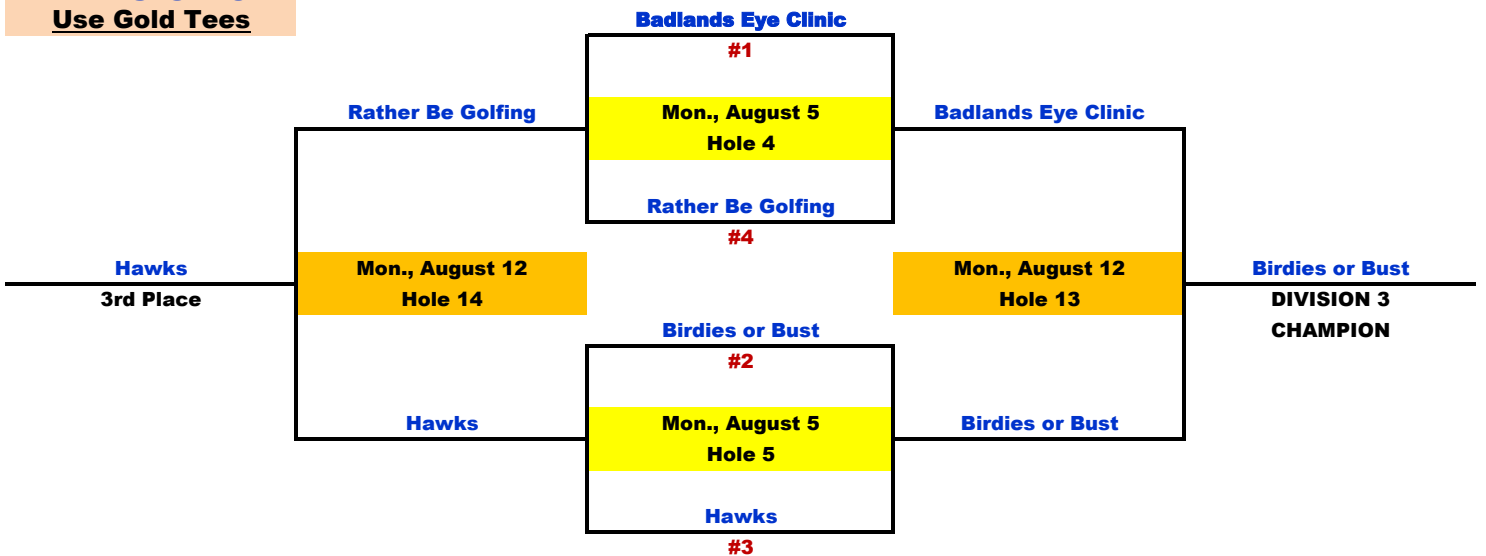 Use Gold Tees
Badlands Eye Clinic
#1
Rather Be Golfing
Mon., August 5
Badlands Eye Clinic
Hole 4
Rather Be Golfing
#4
Hawks
Mon., August 12
Mon., August 12
Birdies or Bust
3rd Place
Hole 14
Hole 13
DIVISION 3
Birdies or Bust
CHAMPION
#2
Hawks
Mon., August 5
Birdies or Bust
Hole 5
Hawks
#3